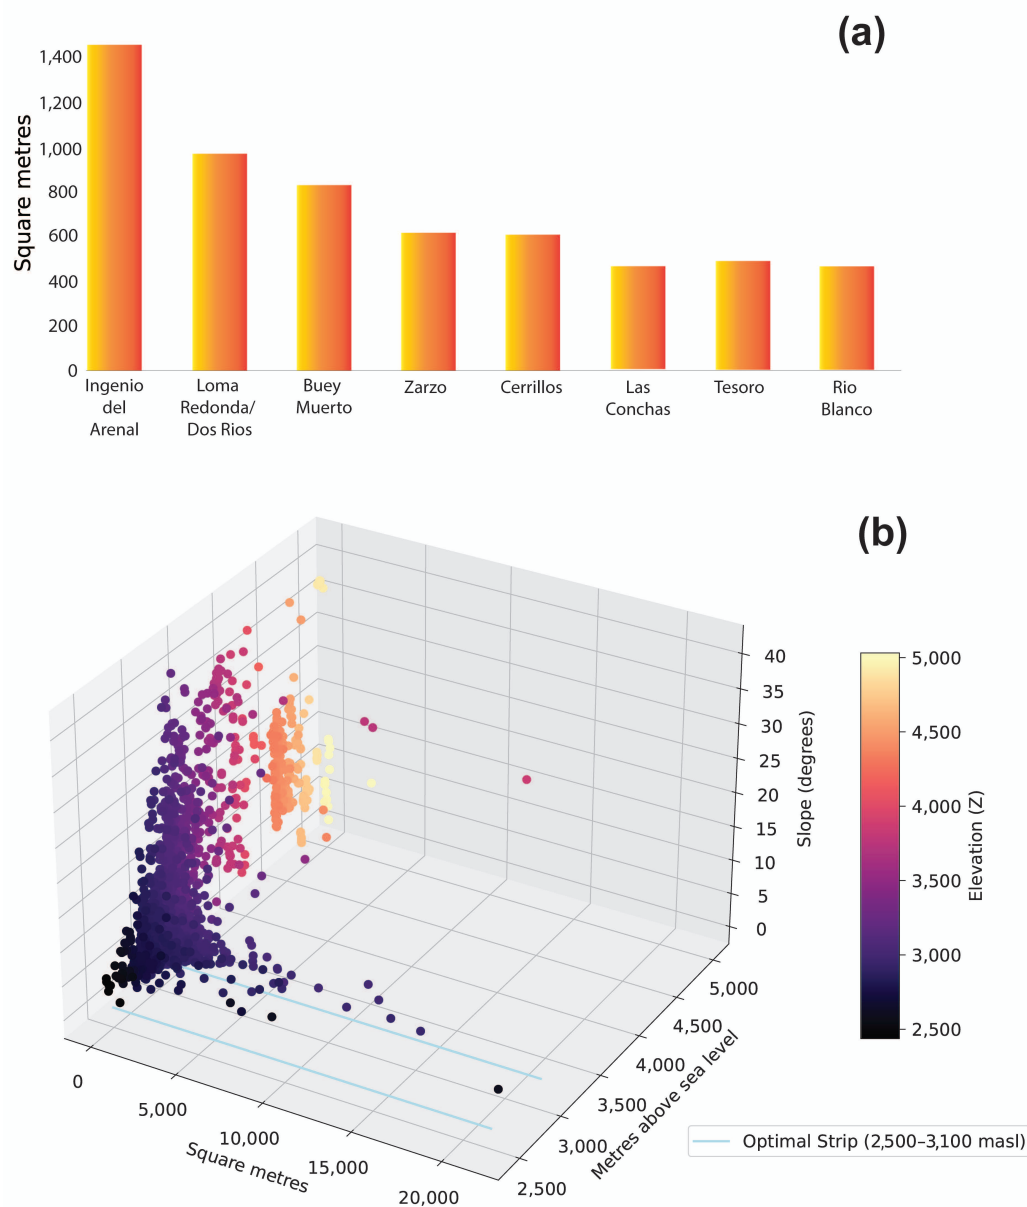 (a)
Square metres
1,400
1,200
1,000
800
600
400
200
0
Ingenio
del
Arenal
Loma
Redonda/
Dos Rios
Buey
Muerto
Zarzo
Cerrillos
Las
Conchas
Tesoro
Rio
Blanco
(b)
40
35
30
25
20
15
10
5
0
Slope (degrees)
5,000
4,500
4,000
3,500
3,000
2,500
Elevation (Z)
0
5,000
10,000
15,000
20,000
Square metres
5,000
4,500
4,000
3,500
3,000
2,500
Metres above sea level
Optimal Strip (2,500–3,100 masl)